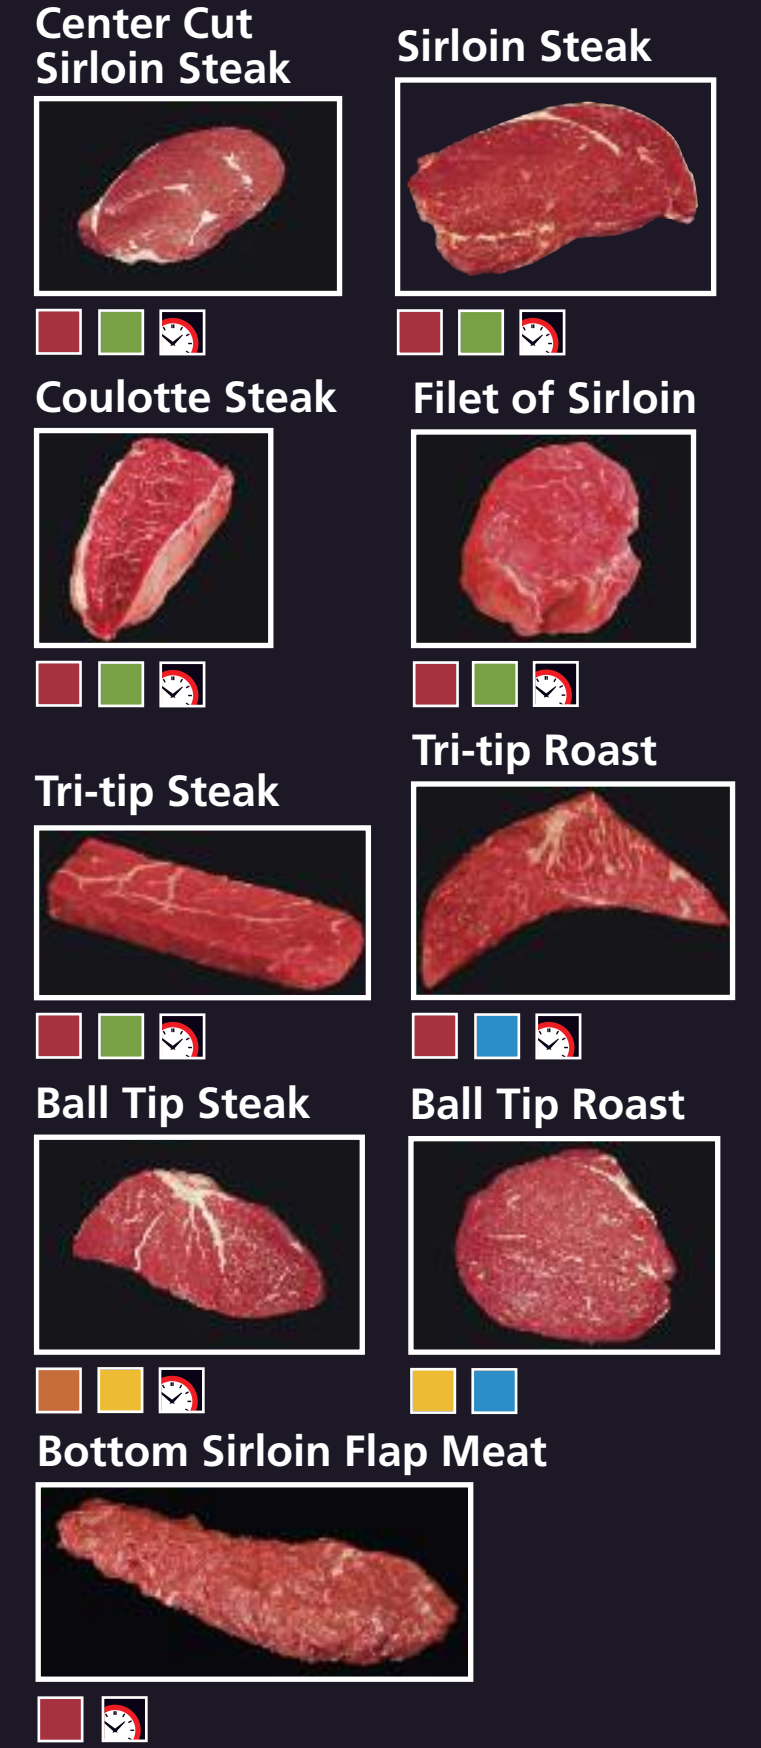 Center Cut
Sirloin Steak
Sirloin Steak
Coulotte Steak
Filet of Sirloin
Tri-tip Steak
Tri-tip Roast
Ball Tip Steak
Ball Tip Roast
Bottom Sirloin Flap Meat